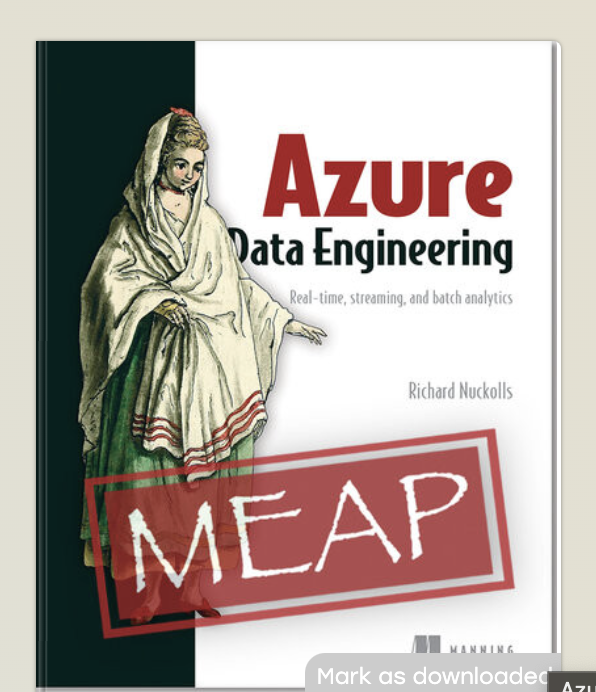 Azure
Data Engineering
Real-time, streaming, and batch analytics
Richard Nuckolls
MEAP
MANNING
Mark as downloaded